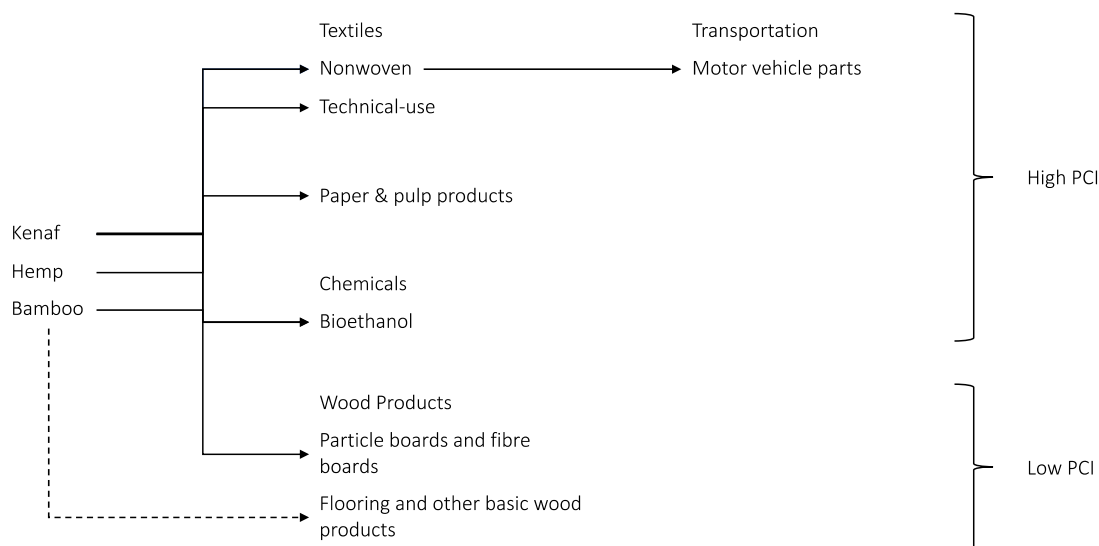 Textiles
Transportation
Nonwoven
Motor vehicle parts
Technical-use
High PCI
Paper & pulp products
Kenaf
Hemp
Bamboo
Chemicals
Bioethanol
Wood Products
Particle boards and fibre
boards
Low PCI
Flooring and other basic wood
products